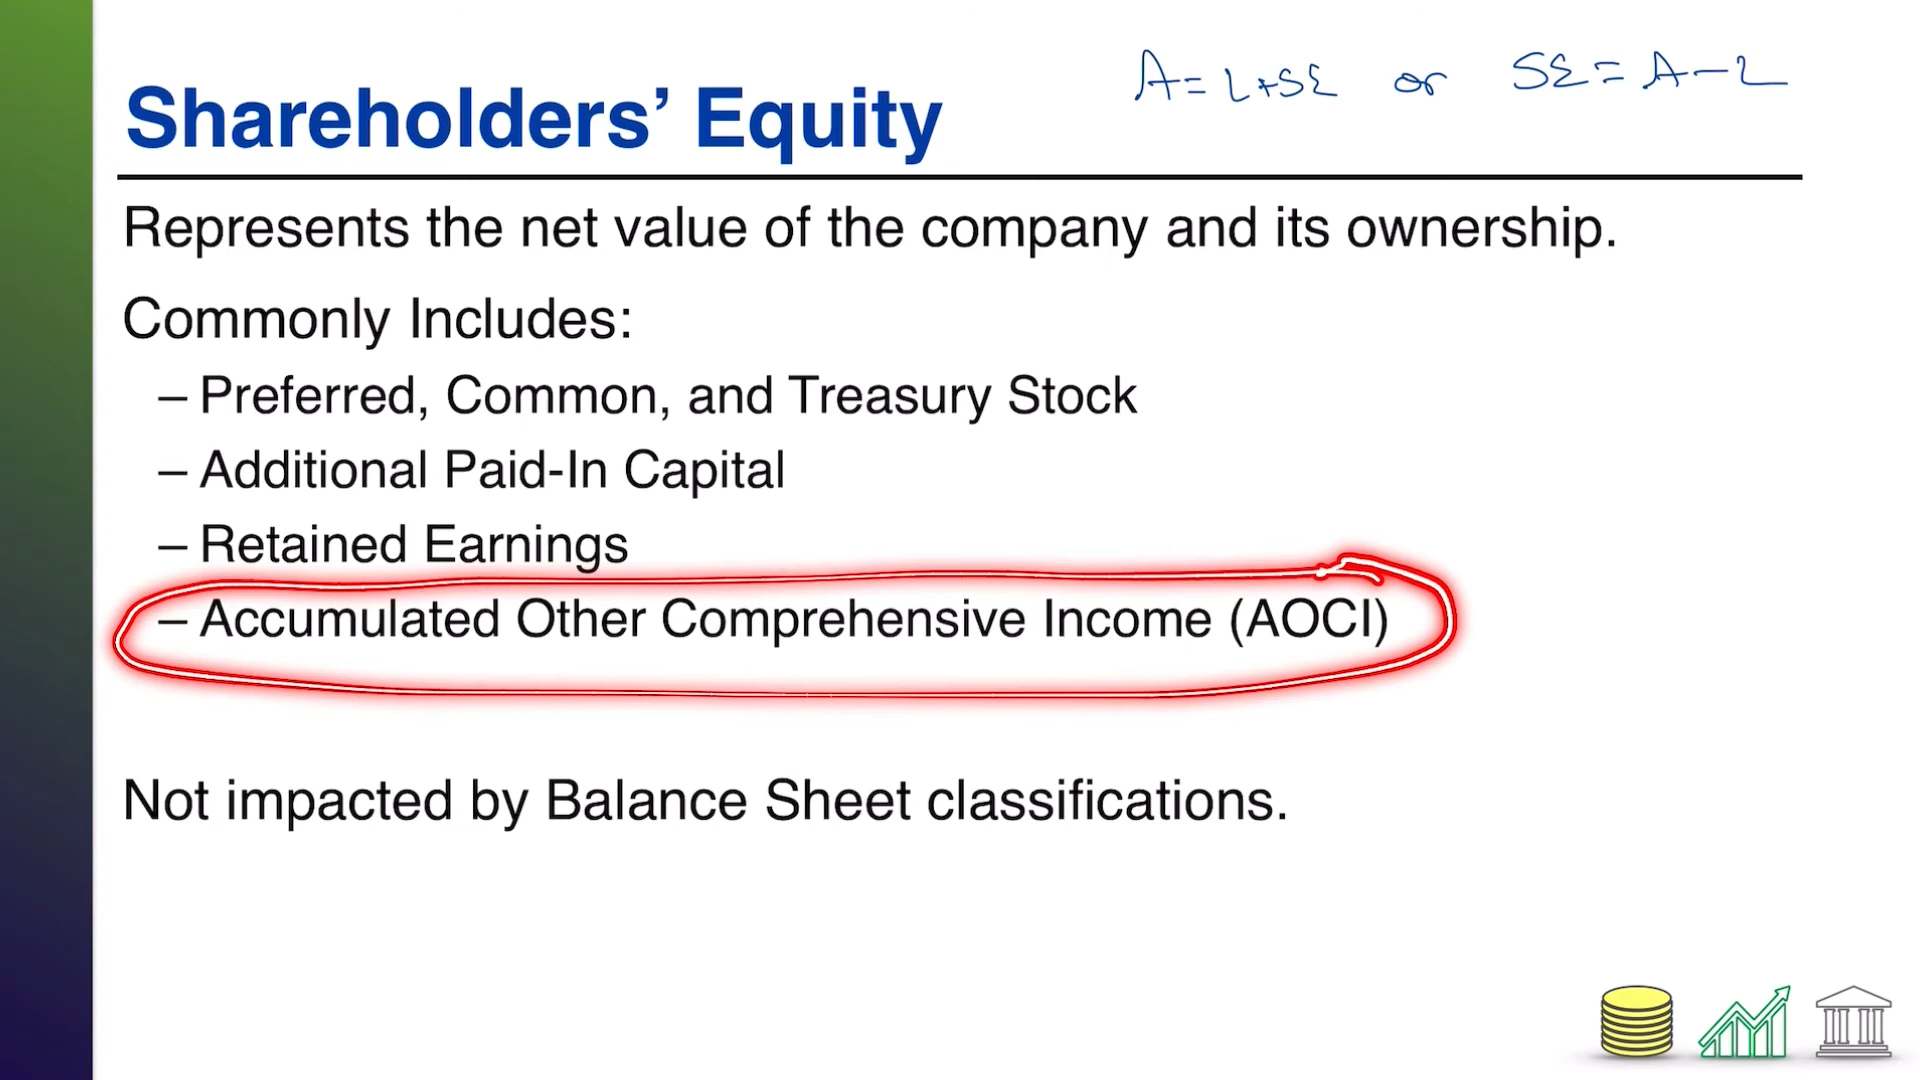 A = L + SE or SE = A - L
Shareholders’ Equity
Represents the net value of the company and its ownership.
Commonly Includes:
– Preferred, Common, and Treasury Stock
– Additional Paid-In Capital
– Retained Earnings
– Accumulated Other Comprehensive Income (AOCI)
Not impacted by Balance Sheet classifications.